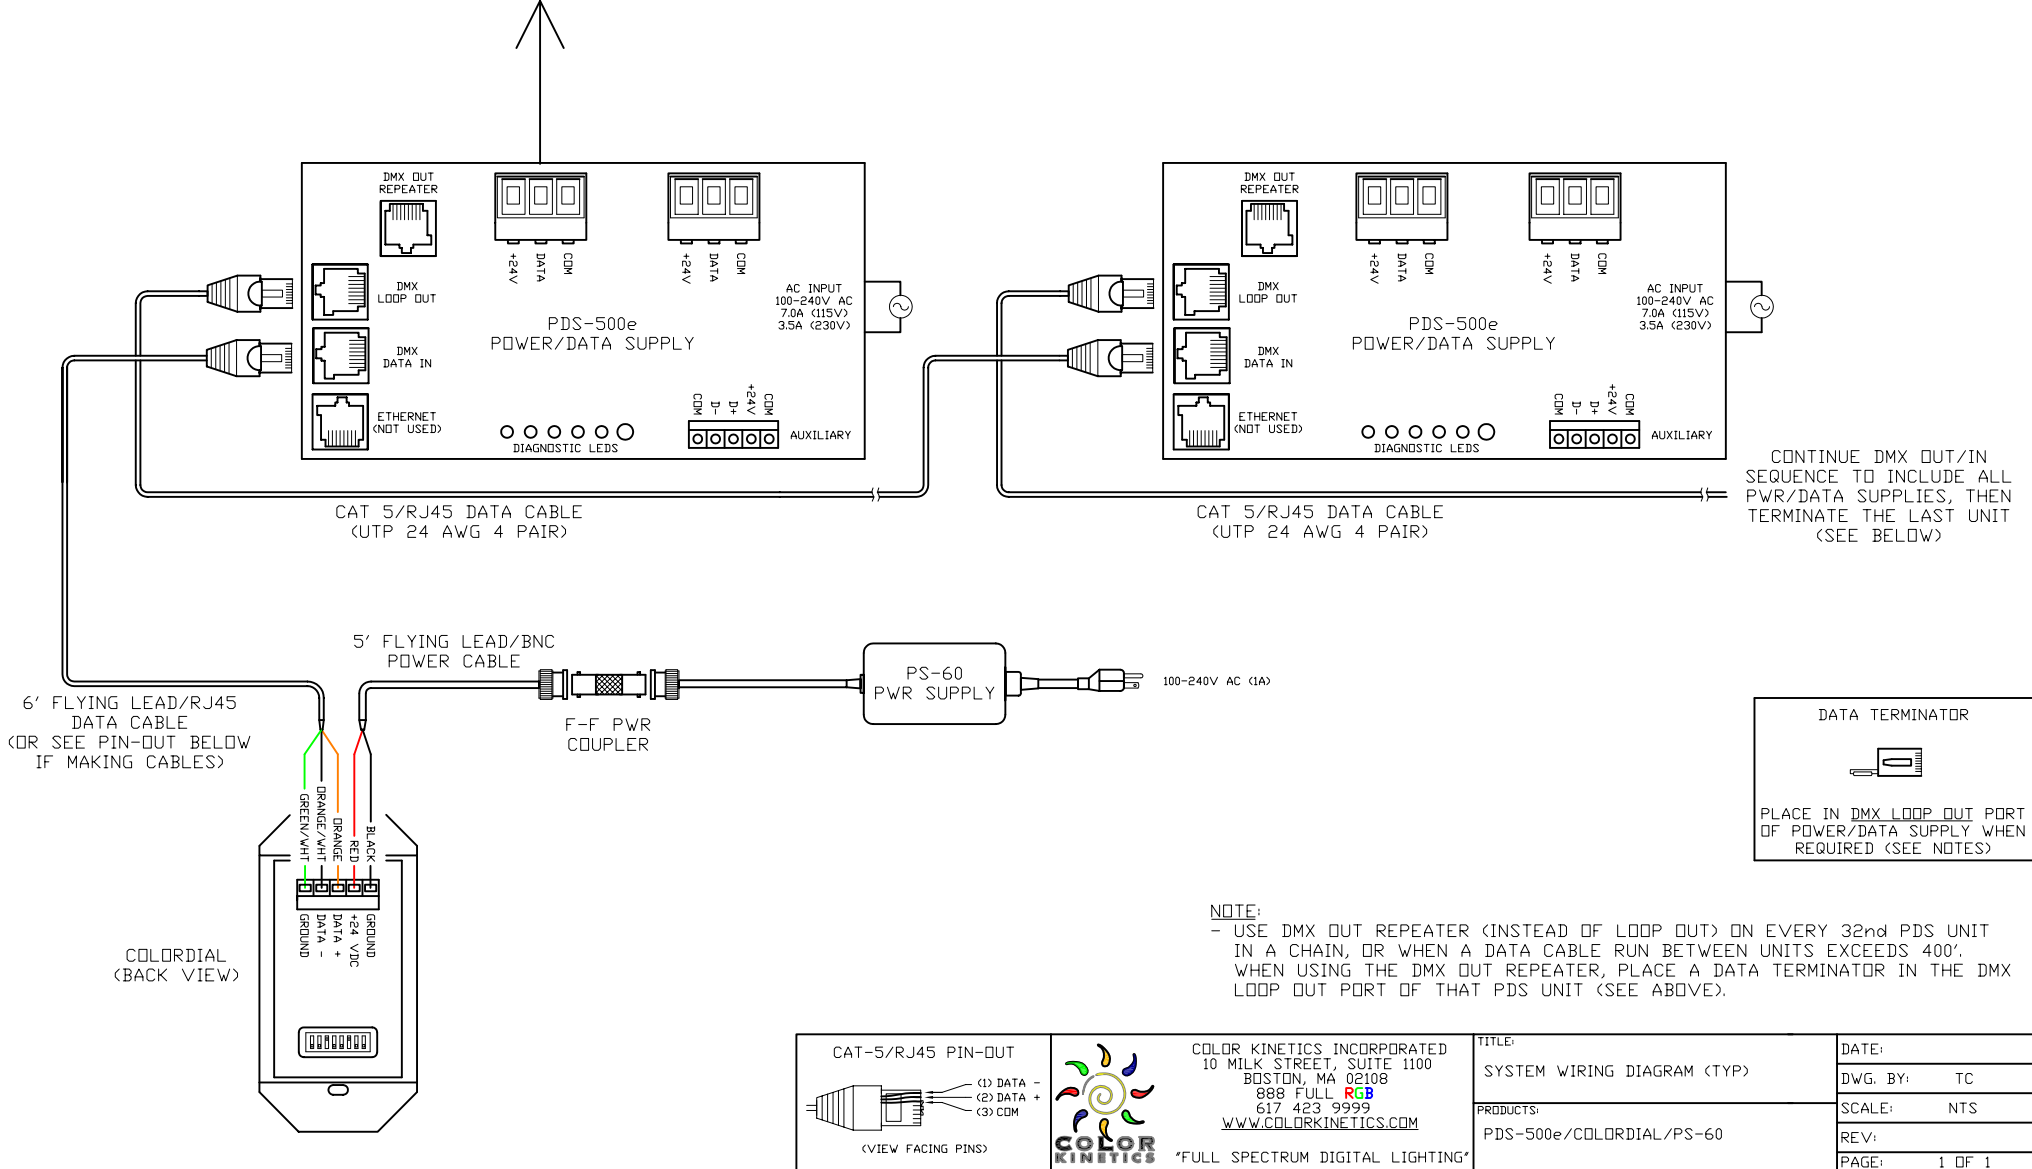 DMX OUT
REPEATER
+24V
DATA
COM
+24V
DATA
COM
DMX
LOOP OUT
AC INPUT
100-240V AC
7.0A (115V)
3.5A (230V)
PDS-500e
POWER/DATA SUPPLY
DMX
DATA IN
ETHERNET
(NOT USED)
DIAGNOSTIC LEDS
COM
D-
D+
+24V
COM
AUXILIARY
DMX OUT
REPEATER
+24V
DATA
COM
+24V
DATA
COM
DMX
LOOP OUT
AC INPUT
100-240V AC
7.0A (115V)
3.5A (230V)
PDS-500e
POWER/DATA SUPPLY
DMX
DATA IN
ETHERNET
(NOT USED)
DIAGNOSTIC LEDS
COM
D-
D+
+24V
COM
AUXILIARY
CAT 5/RJ45 DATA CABLE
(UTP 24 AWG 4 PAIR)
CAT 5/RJ45 DATA CABLE
(UTP 24 AWG 4 PAIR)
CONTINUE DMX OUT/IN
SEQUENCE TO INCLUDE ALL
PWR/DATA SUPPLIES, THEN
TERMINATE THE LAST UNIT
(SEE BELOW)
5' FLYING LEAD/BNC
POWER CABLE
F-F PWR
COUPLER
PS-60
PWR SUPPLY
100-240V AC (1A)
6' FLYING LEAD/RJ45
DATA CABLE
(OR SEE PIN-OUT BELOW
IF MAKING CABLES)
GREEN/WHT
ORANGE/WHT
ORANGE
RED
BLACK
GROUND
DATA -
DATA +
+24 VDC
GROUND
COLORDIAL
(BACK VIEW)
DATA TERMINATOR
PLACE IN DMX LOOP OUT PORT
OF POWER/DATA SUPPLY WHEN
REQUIRED (SEE NOTES)
NOTE:
- USE DMX OUT REPEATER (INSTEAD OF LOOP OUT) ON EVERY 32nd PDS UNIT
IN A CHAIN, OR WHEN A DATA CABLE RUN BETWEEN UNITS EXCEEDS 400'.
WHEN USING THE DMX OUT REPEATER, PLACE A DATA TERMINATOR IN THE DMX
LOOP OUT PORT OF THAT PDS UNIT (SEE ABOVE).
CAT-5/RJ45 PIN-OUT
(1) DATA -
(2) DATA +
(3) COM
(VIEW FACING PINS)
COLOR
KINETICS
COLOR KINETICS INCORPORATED
10 MILK STREET, SUITE 1100
BOSTON, MA 02108
888 FULL RGB
617 423 9999
WWW.COLORKINETICS.COM
"FULL SPECTRUM DIGITAL LIGHTING"
TITLE:
SYSTEM WIRING DIAGRAM (TYP)
PRODUCTS:
PDS-500e/COLORDIAL/PS-60
DATE:
DWG. BY: TC
SCALE: NTS
REV:
PAGE: 1 OF 1